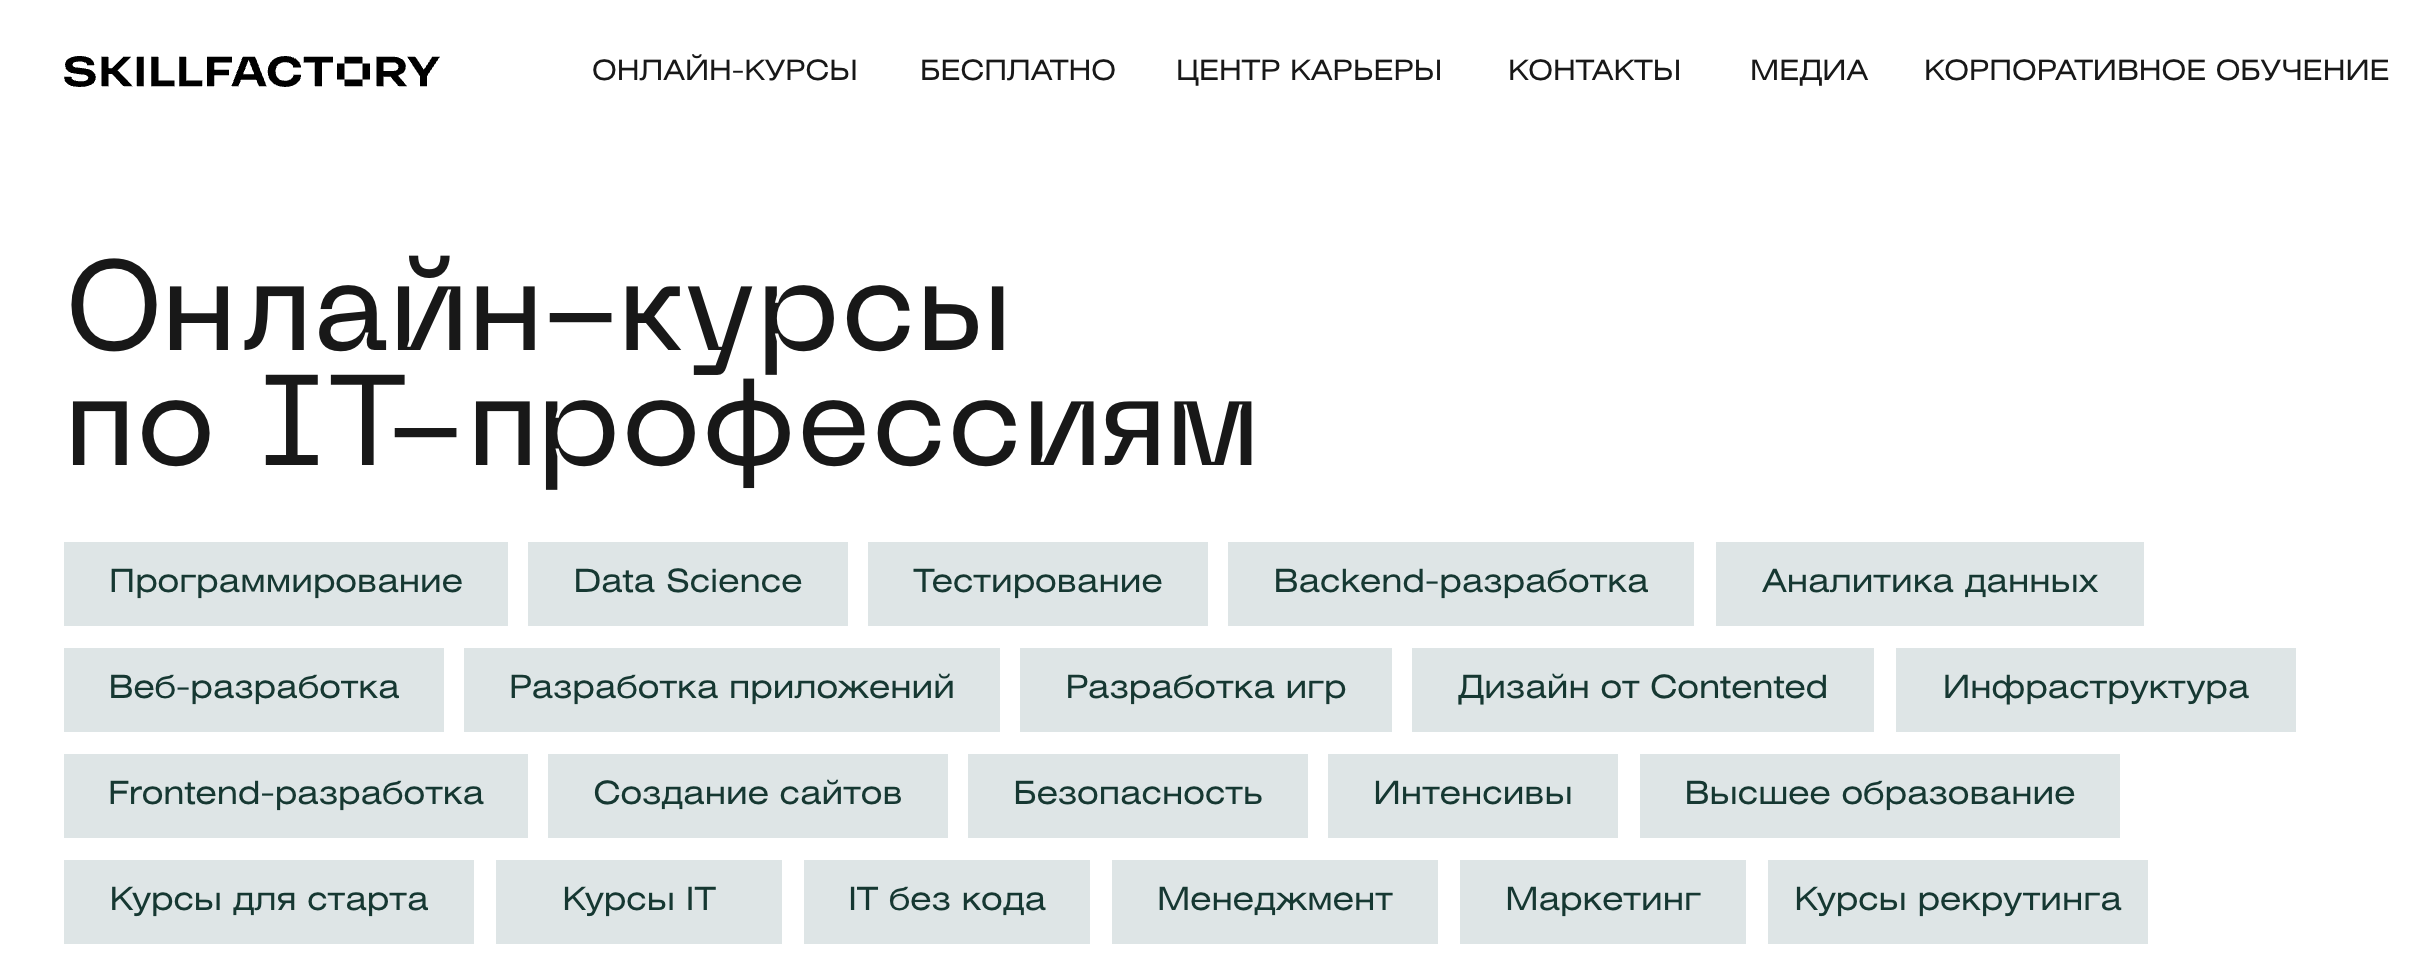 SKILLFACTORY ОНЛАЙН-КУРСЫ БЕСПЛАТНО ЦЕНТР КАРЬЕРЫ КОНТАКТЫ МЕДИА КОРПОРАТИВНОЕ ОБУЧЕНИЕ
Онлайн-курсы
по IT-профессиям
Программирование Data Science Тестирование Backend-разработка Аналитика данных
Веб-разработка Разработка приложений Разработка игр Дизайн от Contented Инфраструктура
Frontend-разработка Создание сайтов Безопасность Интенсивы Высшее образование
Курсы для старта Курсы IT IT без кода Менеджмент Маркетинг Курсы рекрутинга